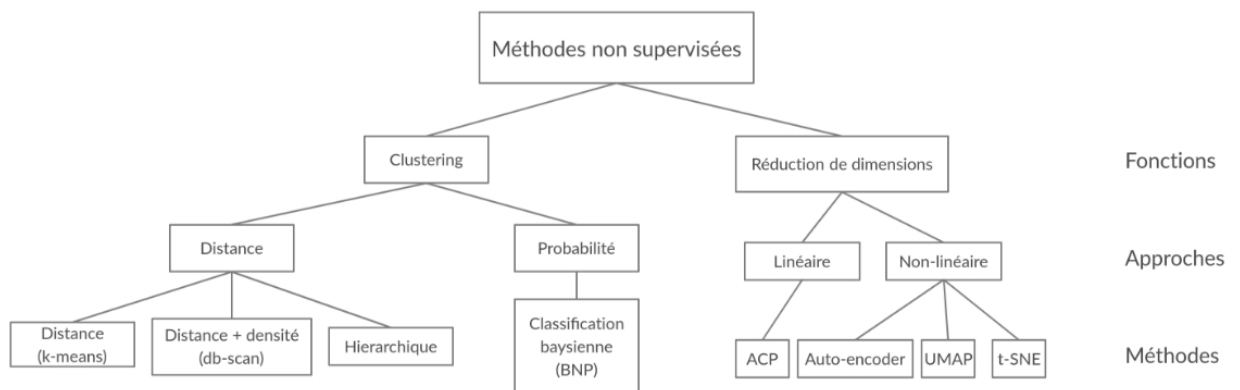 Méthodes non supervisées
Clustering
Réduction de dimensions
Fonctions
Distance
Probabilité
Linéaire
Non-linéaire
Approches
Distance
(k-means)
Distance + densité
(db-scan)
Hierarchique
Classification
baysienne
(BNP)
ACP
Auto-encoder
UMAP
t-SNE
Méthodes